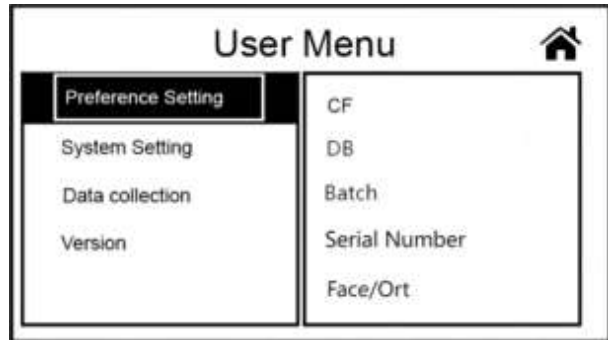 User Menu
Preference Setting
System Setting
Data collection
Version
CF
DB
Batch
Serial Number
Face/Ort